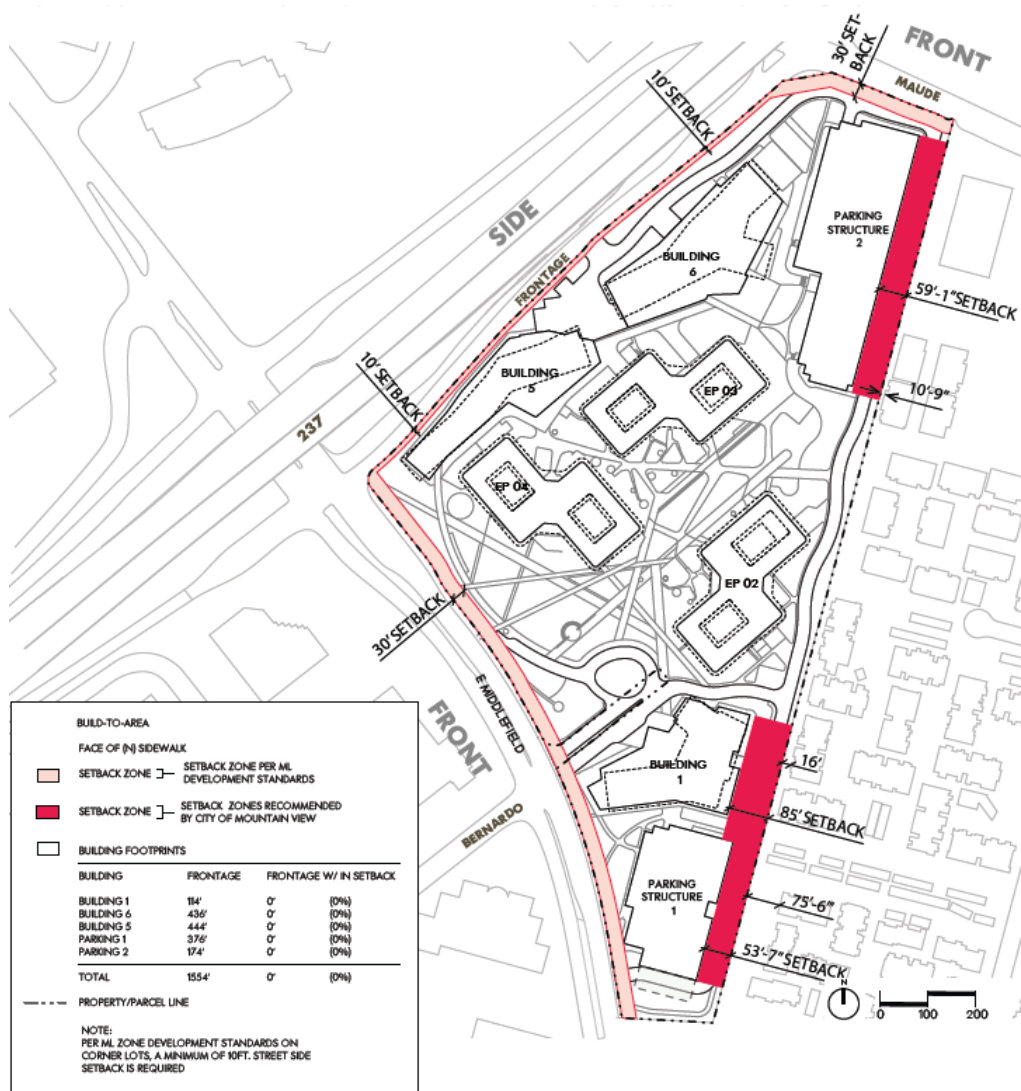 30' SET-
BACK
FRONT
MAUDE
10' SETBACK
SIDE
FRONTAGE
PARKING
STRUCTURE
2
BUILDING
6
59'-1" SETBACK
10' SETBACK
BUILDING
5
EP 03
10'-9"
237
EP 04
EP 02
30' SETBACK
E MIDDLEFIELD
FRONT
BUILDING
1
16'
85' SETBACK
BERNARDO
PARKING
STRUCTURE
1
75'-6"
53'-7" SETBACK
N
0 100 200
BUILD-TO-AREA
FACE OF (N) SIDEWALK
SETBACK ZONE SETBACK ZONE PER ML
DEVELOPMENT STANDARDS
SETBACK ZONE SETBACK ZONES RECOMMENDED
BY CITY OF MOUNTAIN VIEW
BUILDING FOOTPRINTS
BUILDING FRONTAGE FRONTAGE W/ IN SETBACK
BUILDING 1 114' 0' (0%)
BUILDING 6 436' 0' (0%)
BUILDING 5 444' 0' (0%)
PARKING 1 376' 0' (0%)
PARKING 2 174' 0' (0%)
TOTAL 1554' 0' (0%)
PROPERTY/PARCEL LINE
NOTE:
PER ML ZONE DEVELOPMENT STANDARDS ON
CORNER LOTS, A MINIMUM OF 10FT. STREET SIDE
SETBACK IS REQUIRED